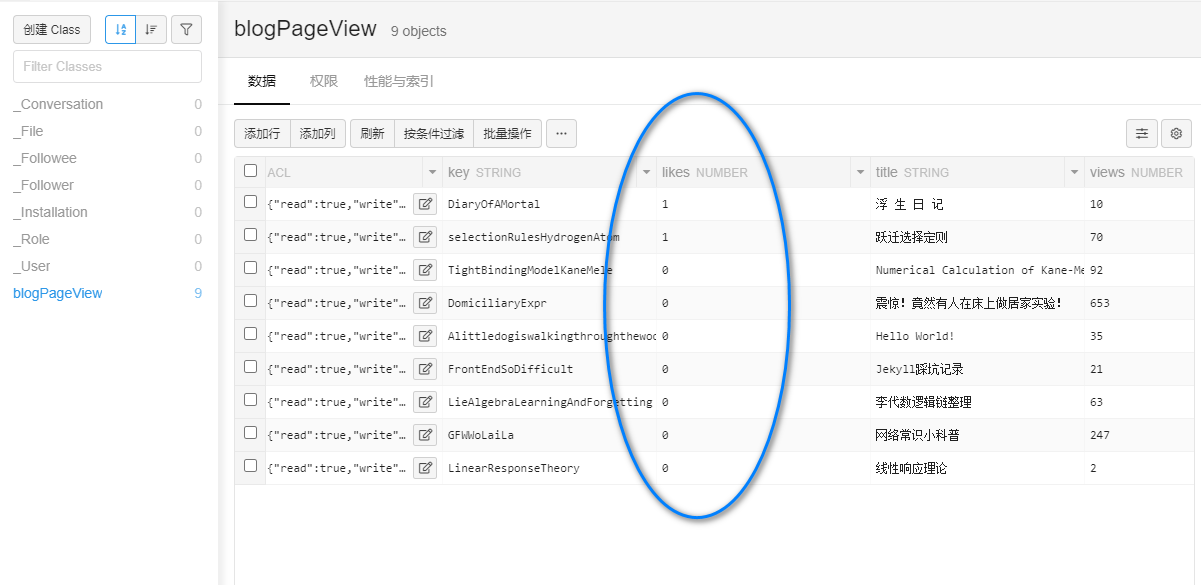 创建 Class
Filter Classes
_Conversation 0
_File 0
_Followee 0
_Follower 0
_Installation 0
_Role 0
_User 0
blogPageView 9
blogPageView 9 objects
数据 权限 性能与索引
添加行 添加列 刷新 按条件过滤 批量操作 ...
ACL key STRING likes NUMBER title STRING views NUMBER
{"read":true,"write"… DiaryOfAMortal 1 浮 生 日 记 10
{"read":true,"write"… selectionRulesHydrogenAtom 1 跃迁选择定则 70
{"read":true,"write"… TightBindingModelKaneMele 0 Numerical Calculation of Kane-Me 92
{"read":true,"write"… DomiciliaryExpr 0 震惊！竟然有人在床上做居家实验！ 653
{"read":true,"write"… Alittledogiswalkingthroughthewoo 0 Hello World! 35
{"read":true,"write"… FrontEndSoDifficult 0 Jekyll踩坑记录 21
{"read":true,"write"… LieAlgebraLearningAndForgetting 0 李代数逻辑链整理 63
{"read":true,"write"… GFWWoLaiLa 0 网络常识小科普 247
{"read":true,"write"… LinearResponseTheory 0 线性响应理论 2